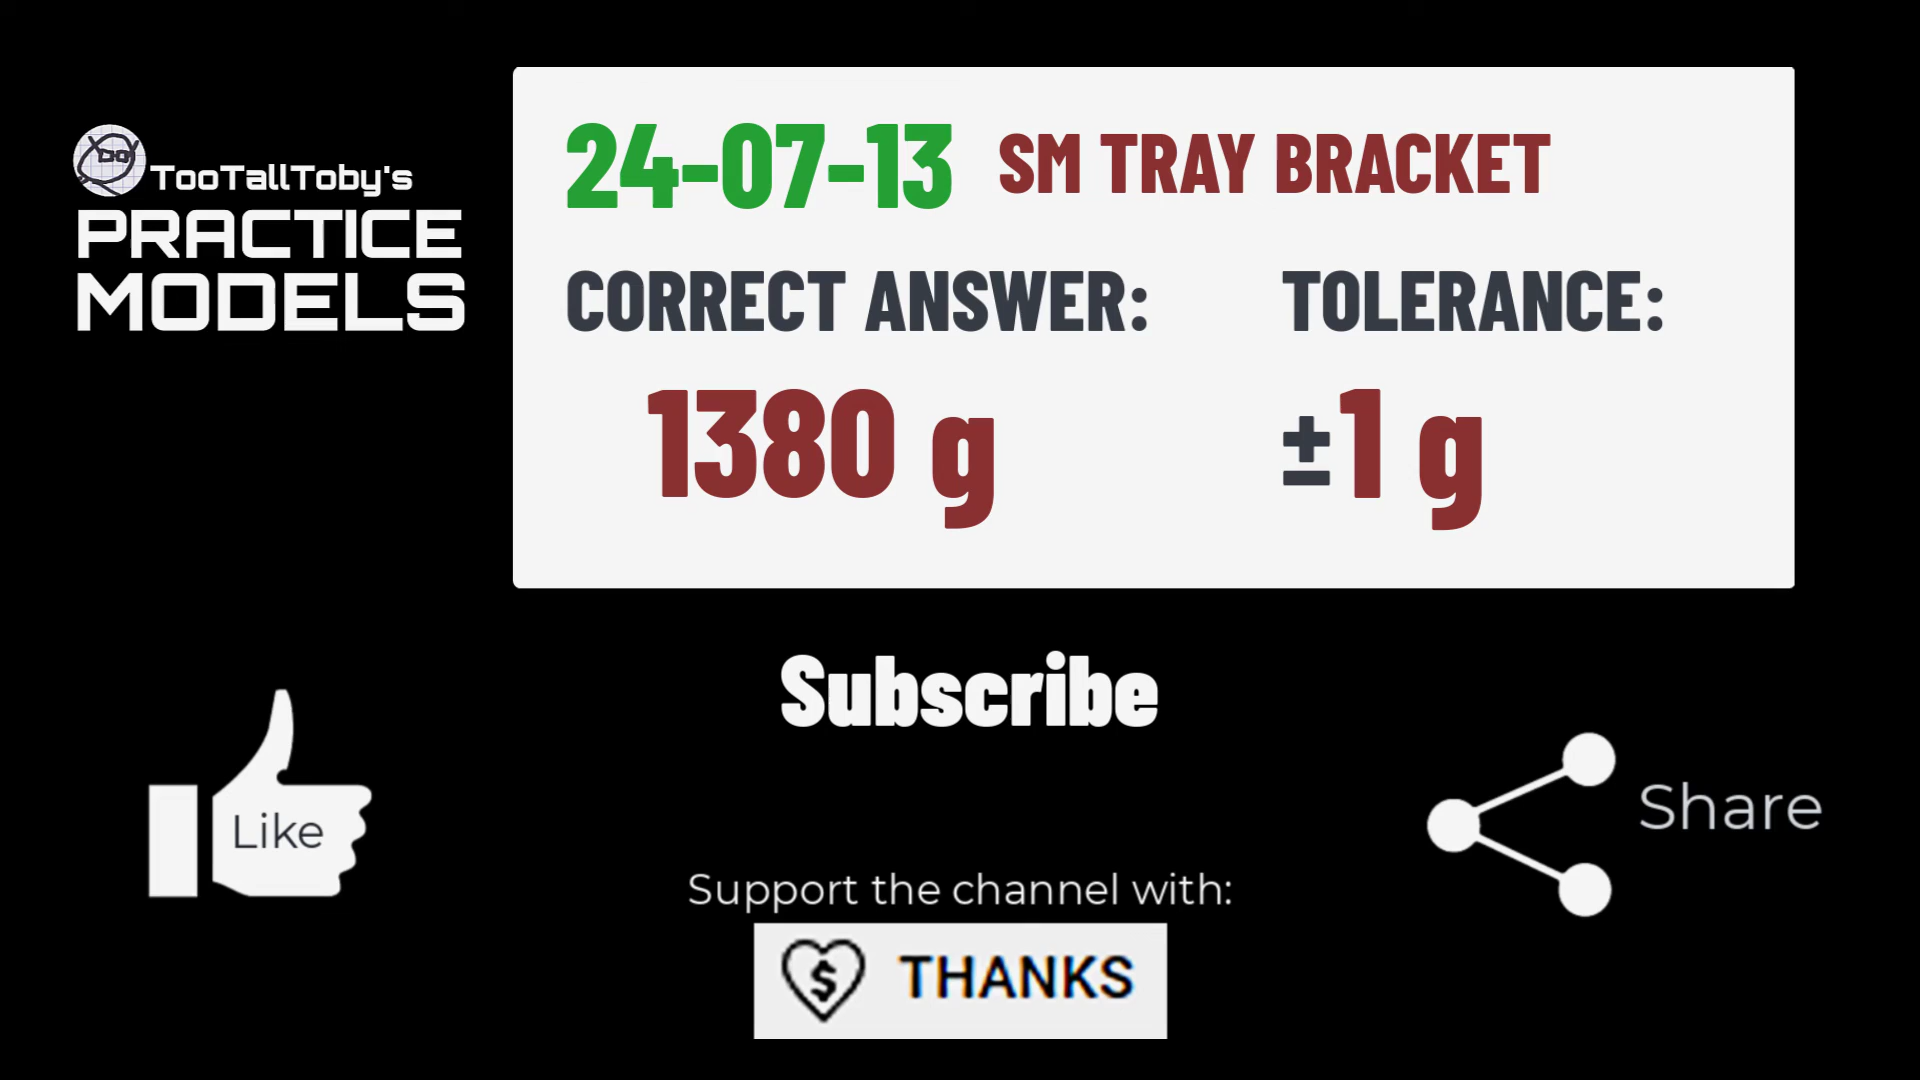 TooTallToby's
PRACTICE
MODELS
24-07-13 SM TRAY BRACKET
CORRECT ANSWER: TOLERANCE:
1380 g ±1 g
Subscribe
Like
Share
Support the channel with:
$ THANKS